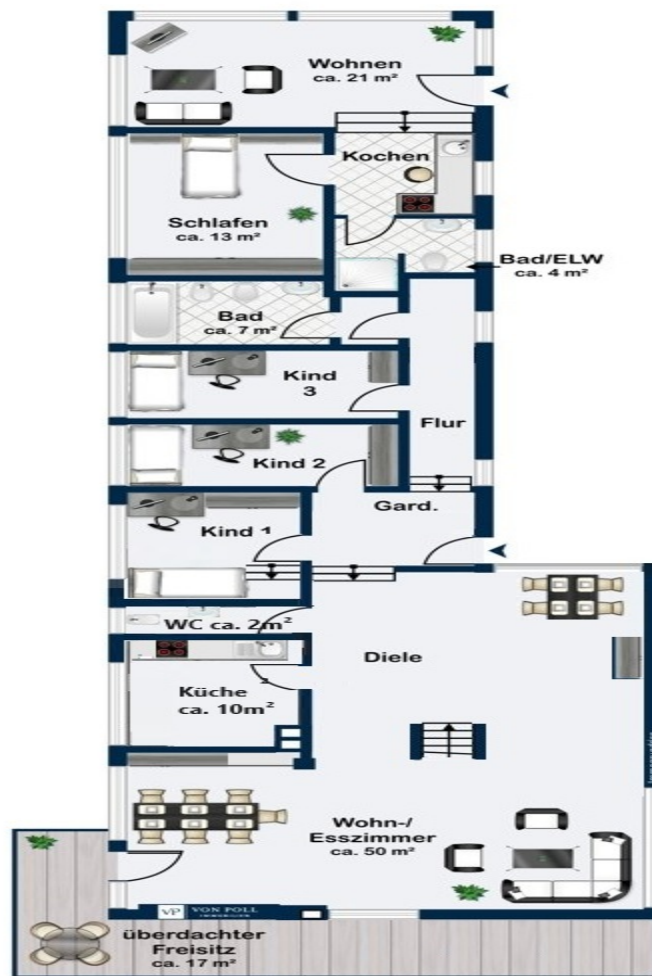 Wohnen
ca. 21 m²
Kochen
Schlafen
ca. 13 m²
Bad/ELW
ca. 4 m²
Bad
ca. 7 m²
Kind
3
Flur
Kind 2
Gard.
Kind 1
WC ca. 2m²
Diele
Küche
ca. 10m²
Wohn-/
Esszimmer
ca. 50 m²
VP VON POLL
IMMOBILIEN
überdachter
Freisitz
ca. 17 m²